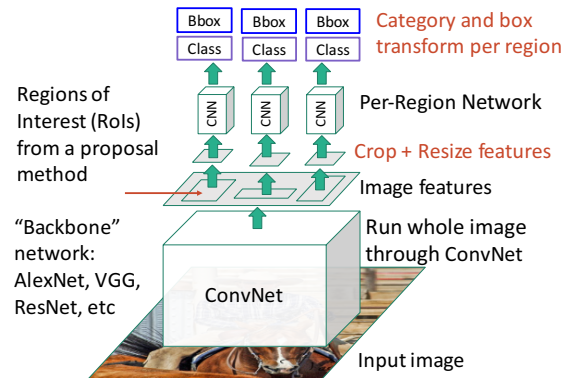 Bbox Bbox Bbox
Class Class Class
Category and box
transform per region
Regions of
Interest (RoIs)
from a proposal
method
CNN CNN CNN
Per-Region Network
Crop + Resize features
Image features
“Backbone”
network:
AlexNet, VGG,
ResNet, etc
Run whole image
through ConvNet
ConvNet
Input image